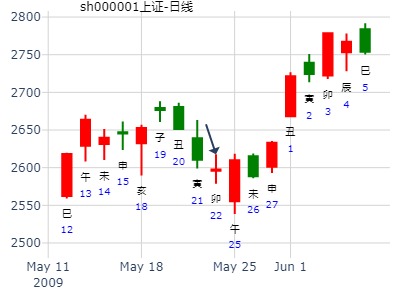 sh000001上证-日线
2800
2750
2700
2650
2600
2550
2500
巳
12
午
13
未
14
申
15
亥
18
子
19
丑
20
寅
21
卯
22
午
25
未
26
申
27
丑
1
寅
2
卯
3
辰
4
巳
5
May 11
2009
May 18
May 25
Jun 1